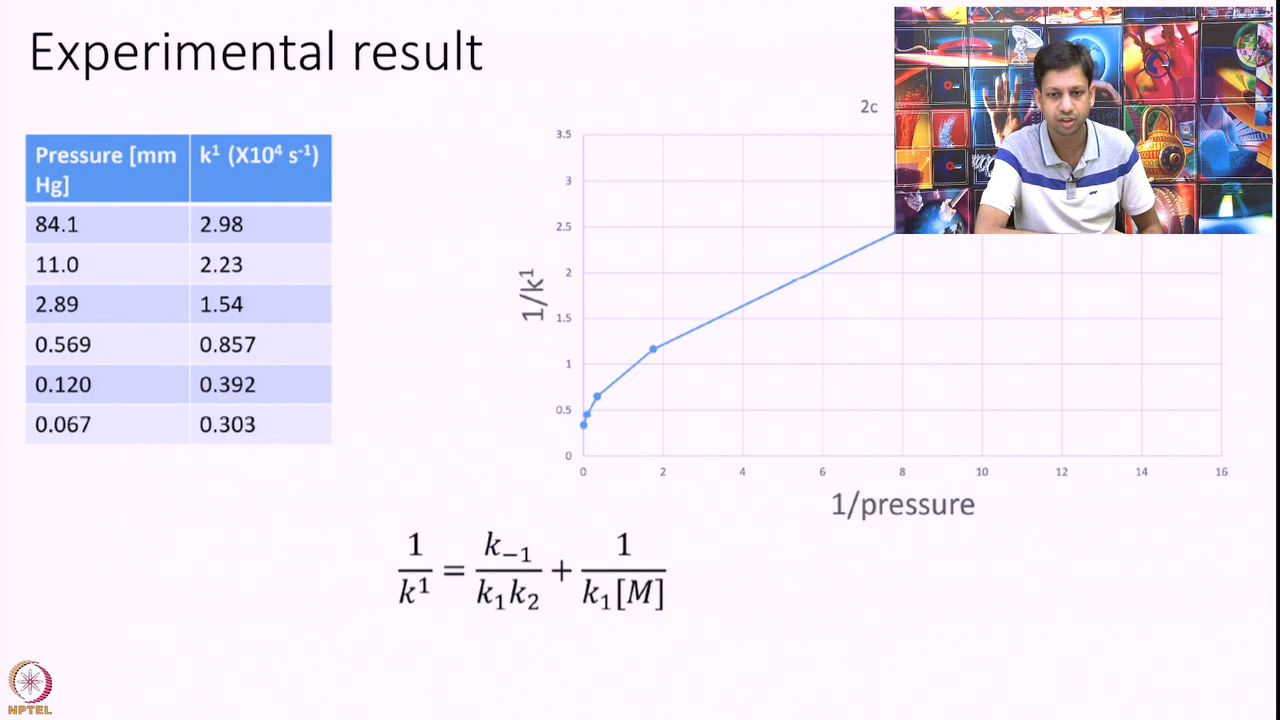 Experimental result
Pressure [mm Hg] k¹ (X10⁴ s⁻¹)
84.1 2.98
11.0 2.23
2.89 1.54
0.569 0.857
0.120 0.392
0.067 0.303
2c
3.5
3
2.5
2
1.5
1
0.5
0
1/k¹
0 2 4 6 8 10 12 14 16
1/pressure
1/k¹ = k₋₁/k₁k₂ + 1/k₁[M]
NPTEL